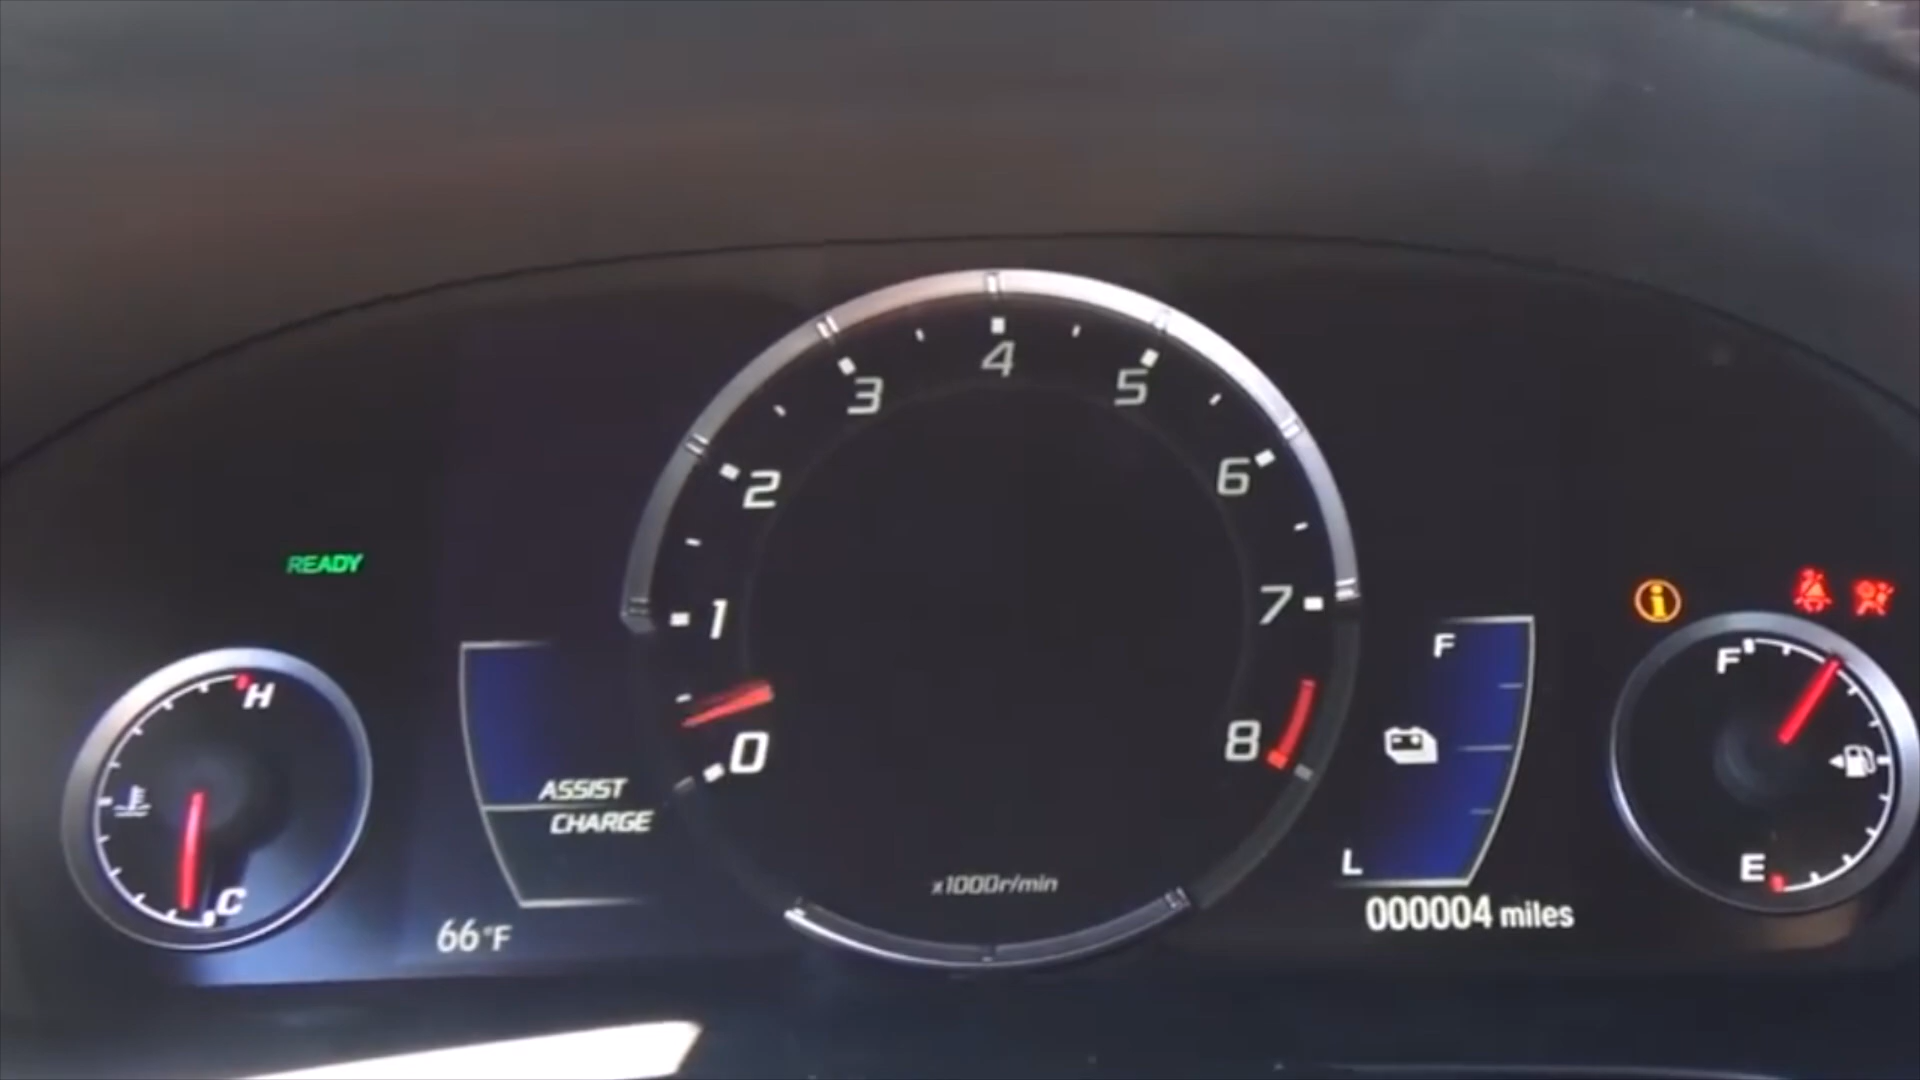 4
3
5
2
6
READY
1
7
F
F
H
0
8
ASSIST
CHARGE
L
E
C
x1000r/min
000004 miles
66°F